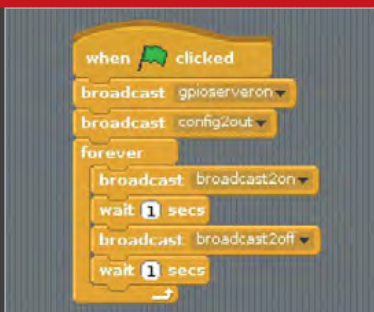 when clicked
broadcast gpioserveron
broadcast config2out
forever
broadcast broadcast2on
wait 1 secs
broadcast broadcast2off
wait 1 secs